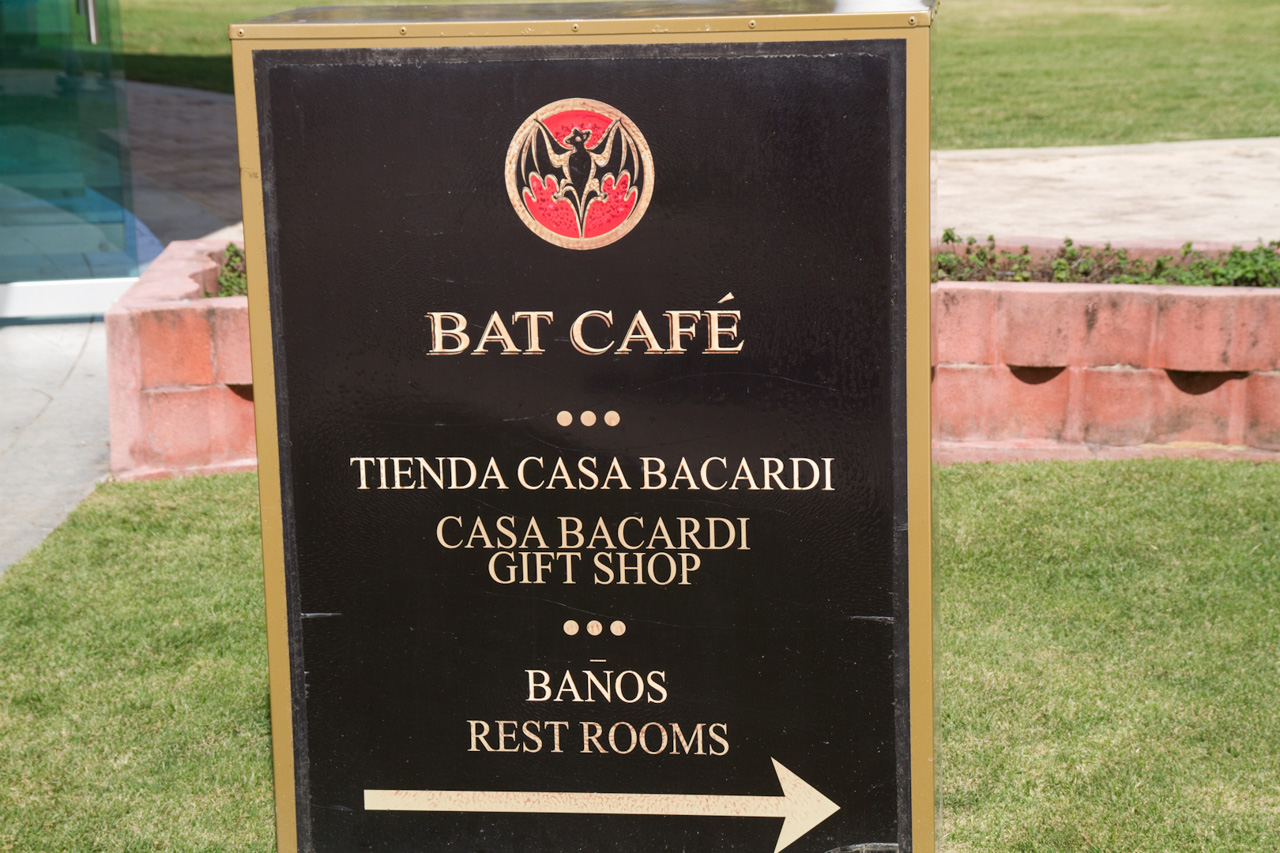 BAT CAFÉ
TIENDA CASA BACARDI
CASA BACARDI
GIFT SHOP
BAÑOS
REST ROOMS